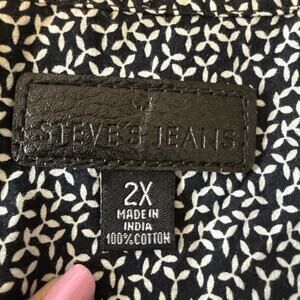 STEVE'S JEANS
2X
MADE IN
INDIA
100% COTTON